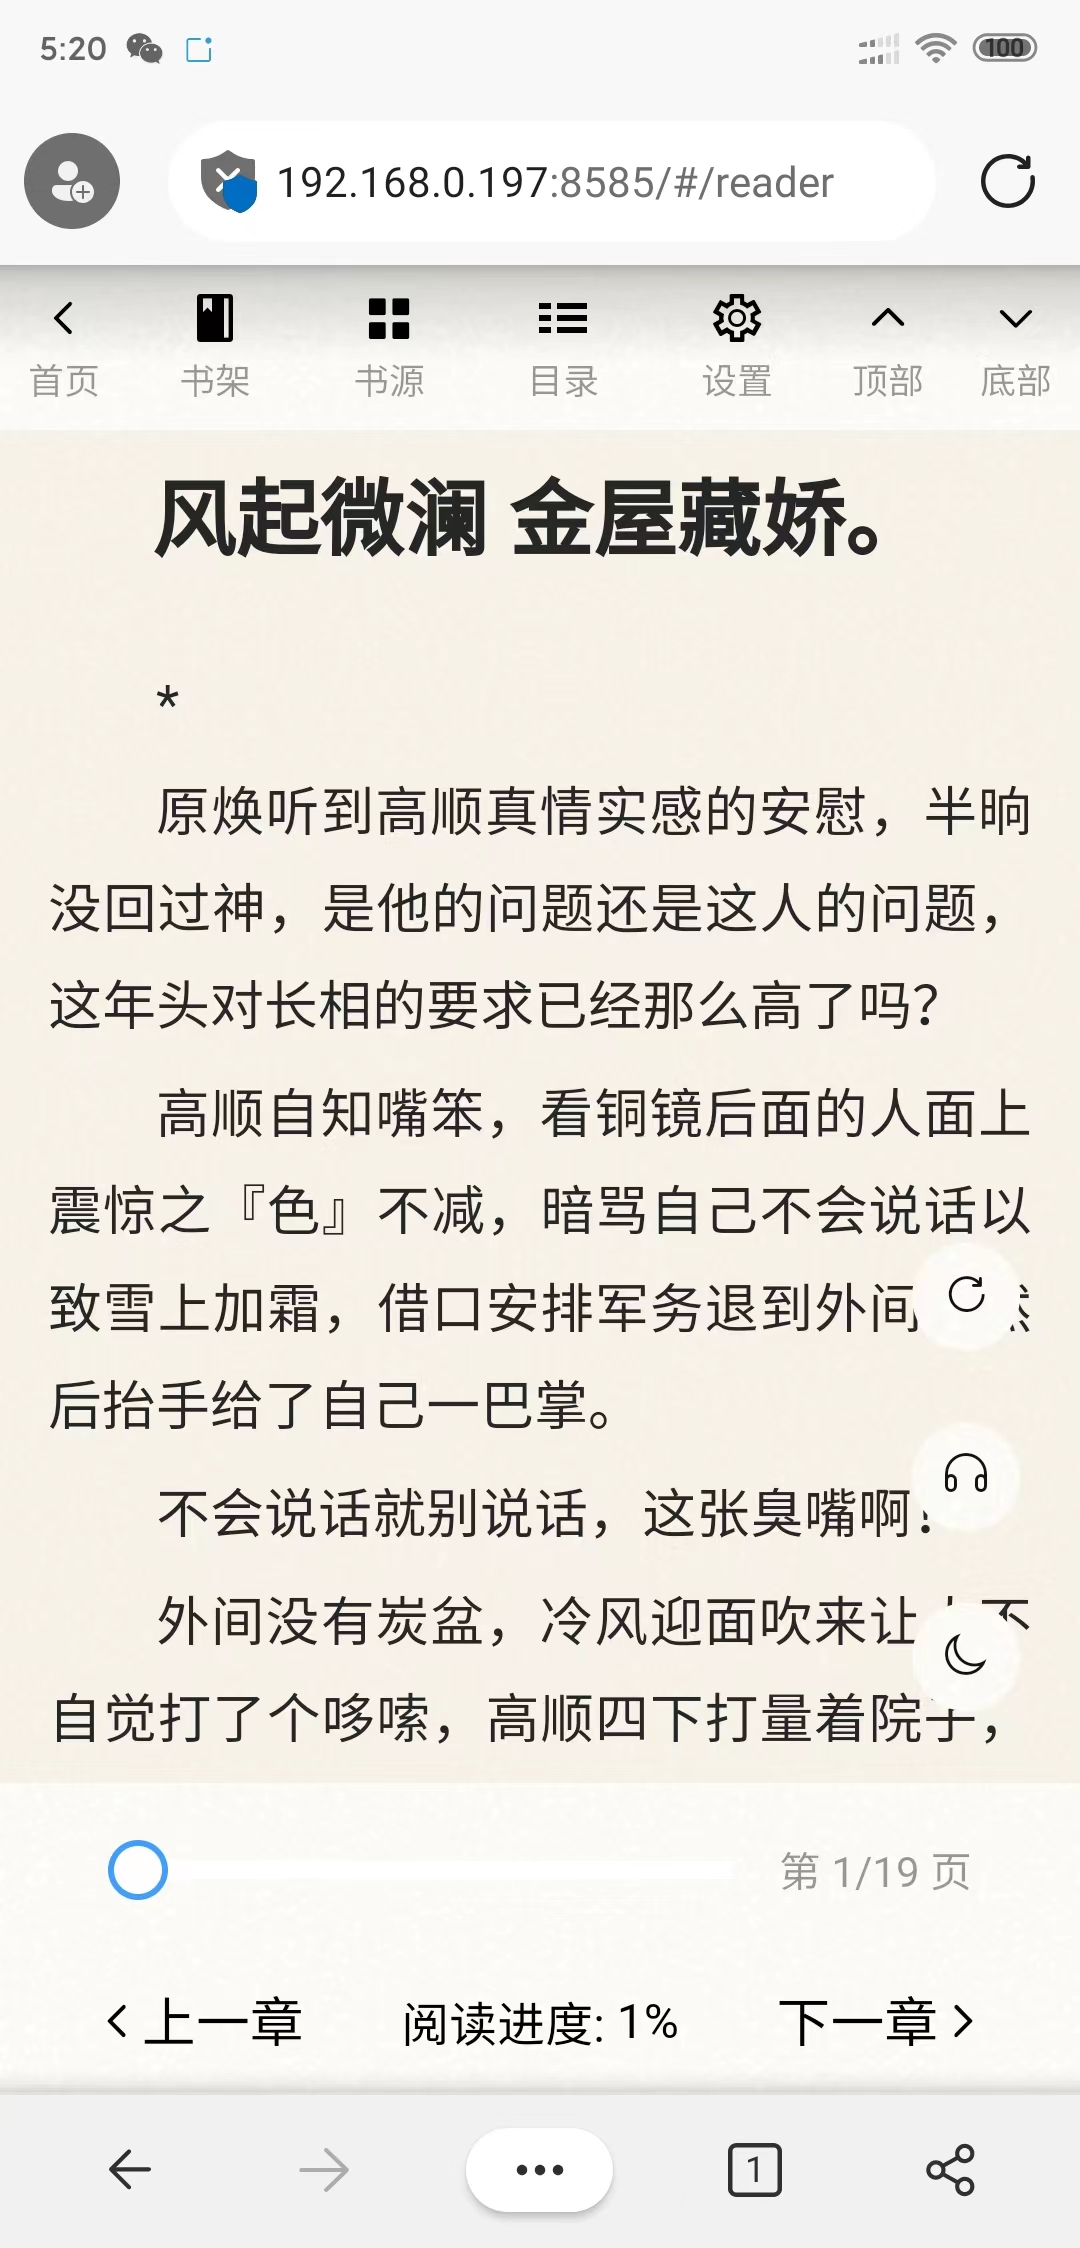 5:20
100
192.168.0.197:8585/#/reader
首页 书架 书源 目录 设置 顶部 底部
风起微澜 金屋藏娇。
*
原焕听到高顺真情实感的安慰，半晌
没回过神，是他的问题还是这人的问题，
这年头对长相的要求已经那么高了吗？
高顺自知嘴笨，看铜镜后面的人面上
震惊之『色』不减，暗骂自己不会说话以
致雪上加霜，借口安排军务退到外间
后抬手给了自己一巴掌。
不会说话就别说话，这张臭嘴啊！
外间没有炭盆，冷风迎面吹来让 不
自觉打了个哆嗦，高顺四下打量着院子，
第 1/19 页
上一章 阅读进度: 1% 下一章
1